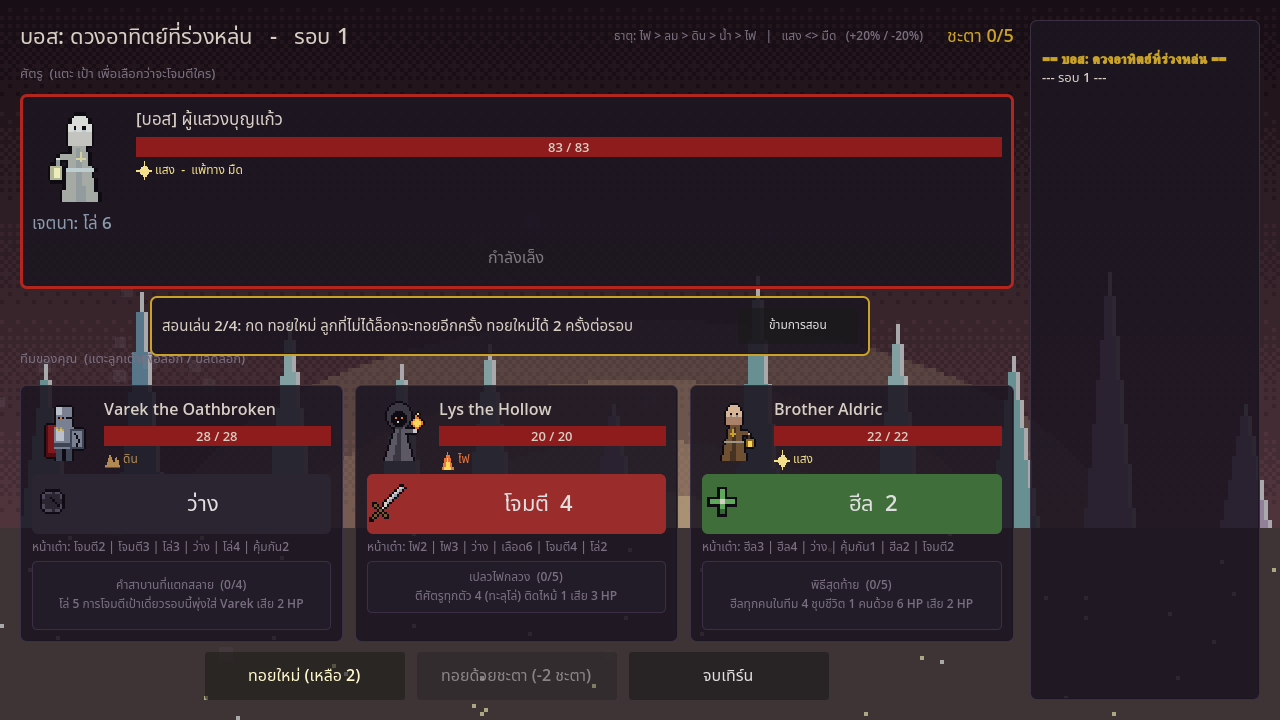 บอส: ดวงอาทิตย์ที่ร่วงหล่น - รอบ 1
ธาตุ: ไฟ > ลม > ดิน > น้ำ > ไฟ | แสง <> มืด (+20% / -20%)
ชะตา 0/5
ศัตรู (แตะ เป้า เพื่อเลือกว่าจะโจมตีใคร)
[บอส] ผู้แสวงบุญแก้ว
83 / 83
แสง - แพ้ทาง มืด
เจตนา: โล่ 6
กำลังเล็ง
สอนเล่น 2/4: กด ทอยใหม่ ลูกที่ไม่ได้ล็อกจะทอยอีกครั้ง ทอยใหม่ได้ 2 ครั้งต่อรอบ
ข้ามการสอน
ทีมของคุณ (แตะลูกเต๋าเพื่อล็อก / ปลดล็อก)
Varek the Oathbroken
28 / 28
ดิน
ว่าง
หน้าเต๋า: โจมตี2 | โจมตี3 | โล่3 | ว่าง | โล่4 | คุ้มกัน2
คำสาบานที่แตกสลาย (0/4)
โล่ 5 การโจมตีเป้าเดี่ยวรอบนี้พุ่งใส่ Varek เสีย 2 HP
Lys the Hollow
20 / 20
ไฟ
โจมตี 4
หน้าเต๋า: ไฟ2 | ไฟ3 | ว่าง | เลือด6 | โจมตี4 | โล่2
เปลวไฟกลวง (0/5)
ตีศัตรูทุกตัว 4 (ทะลุโล่) ติดไหม้ 1 เสีย 3 HP
Brother Aldric
22 / 22
แสง
ฮีล 2
หน้าเต๋า: ฮีล3 | ฮีล4 | ว่าง | คุ้มกัน1 | ฮีล2 | โจมตี2
พิธีสุดท้าย (0/5)
ฮีลทุกคนในทีม 4 ชุบชีวิต 1 คนด้วย 6 HP เสีย 2 HP
ทอยใหม่ (เหลือ 2)
ทอยด้วยชะตา (-2 ชะตา)
จบเทิร์น
== บอส: ดวงอาทิตย์ที่ร่วงหล่น ==
--- รอบ 1 ---